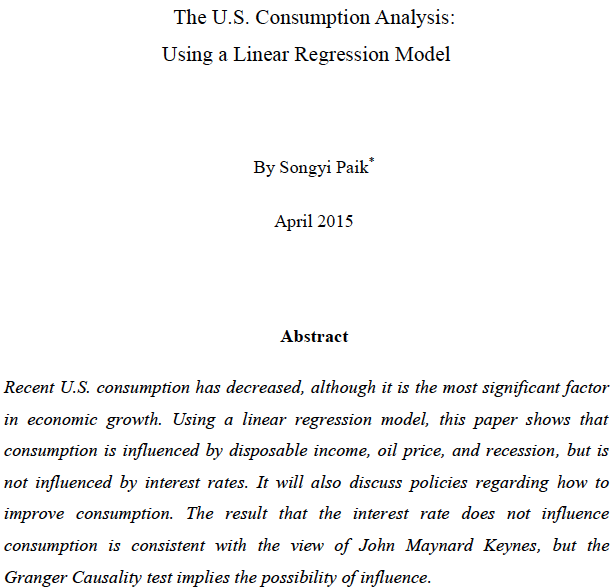 The U.S. Consumption Analysis:
Using a Linear Regression Model
By Songyi Paik*
April 2015
Abstract
Recent U.S. consumption has decreased, although it is the most significant factor
in economic growth. Using a linear regression model, this paper shows that
consumption is influenced by disposable income, oil price, and recession, but is
not influenced by interest rates. It will also discuss policies regarding how to
improve consumption. The result that the interest rate does not influence
consumption is consistent with the view of John Maynard Keynes, but the
Granger Causality test implies the possibility of influence.